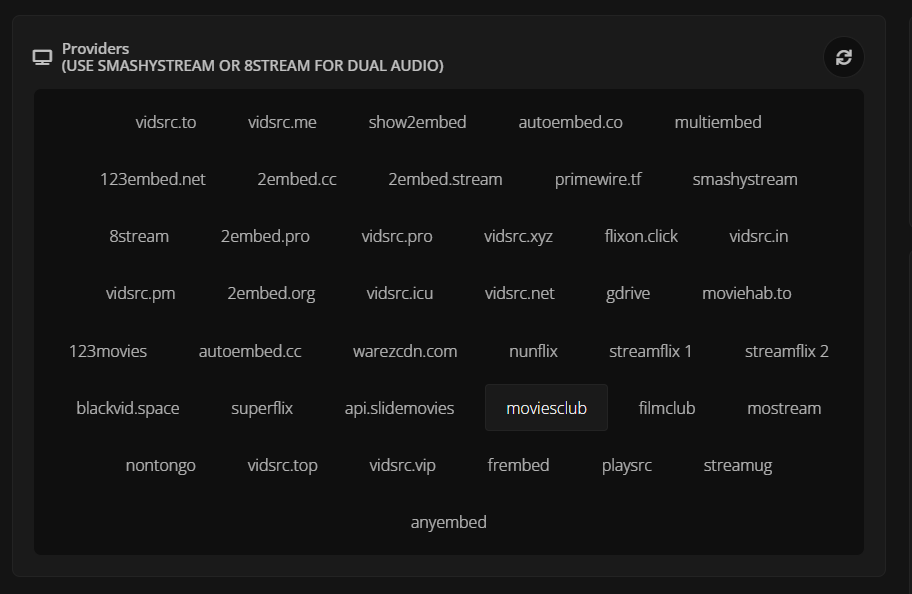 Providers
(USE SMASHYSTREAM OR 8STREAM FOR DUAL AUDIO)
vidsrc.to vidsrc.me show2embed autoembed.co multiembed
123embed.net 2embed.cc 2embed.stream primewire.tf smashystream
8stream 2embed.pro vidsrc.pro vidsrc.xyz flixon.click vidsrc.in
vidsrc.pm 2embed.org vidsrc.icu vidsrc.net gdrive moviehab.to
123movies autoembed.cc warezcdn.com nunflix streamflix 1 streamflix 2
blackvid.space superflix api.slidemovies moviesclub filmclub mostream
nontongo vidsrc.top vidsrc.vip frembed playsrc streamug
anyembed